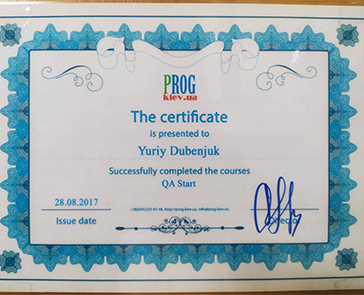 PROG
kiev.ua
The certificate
is presented to
Yuriy Dubenjuk
Successfully completed the courses
QA Start
28.08.2017
Issue date
Director